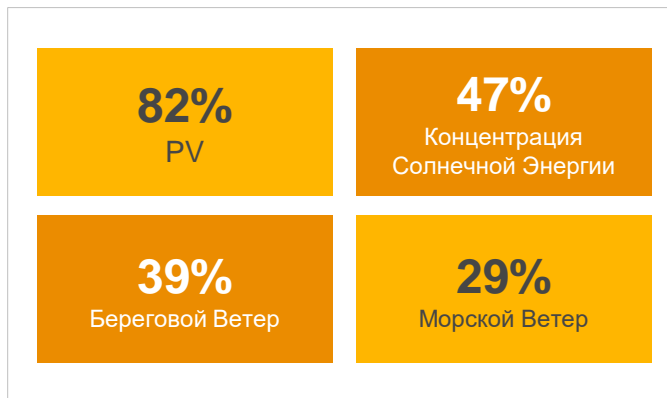 82%
PV
47%
Концентрация
Солнечной Энергии
39%
Береговой Ветер
29%
Морской Ветер